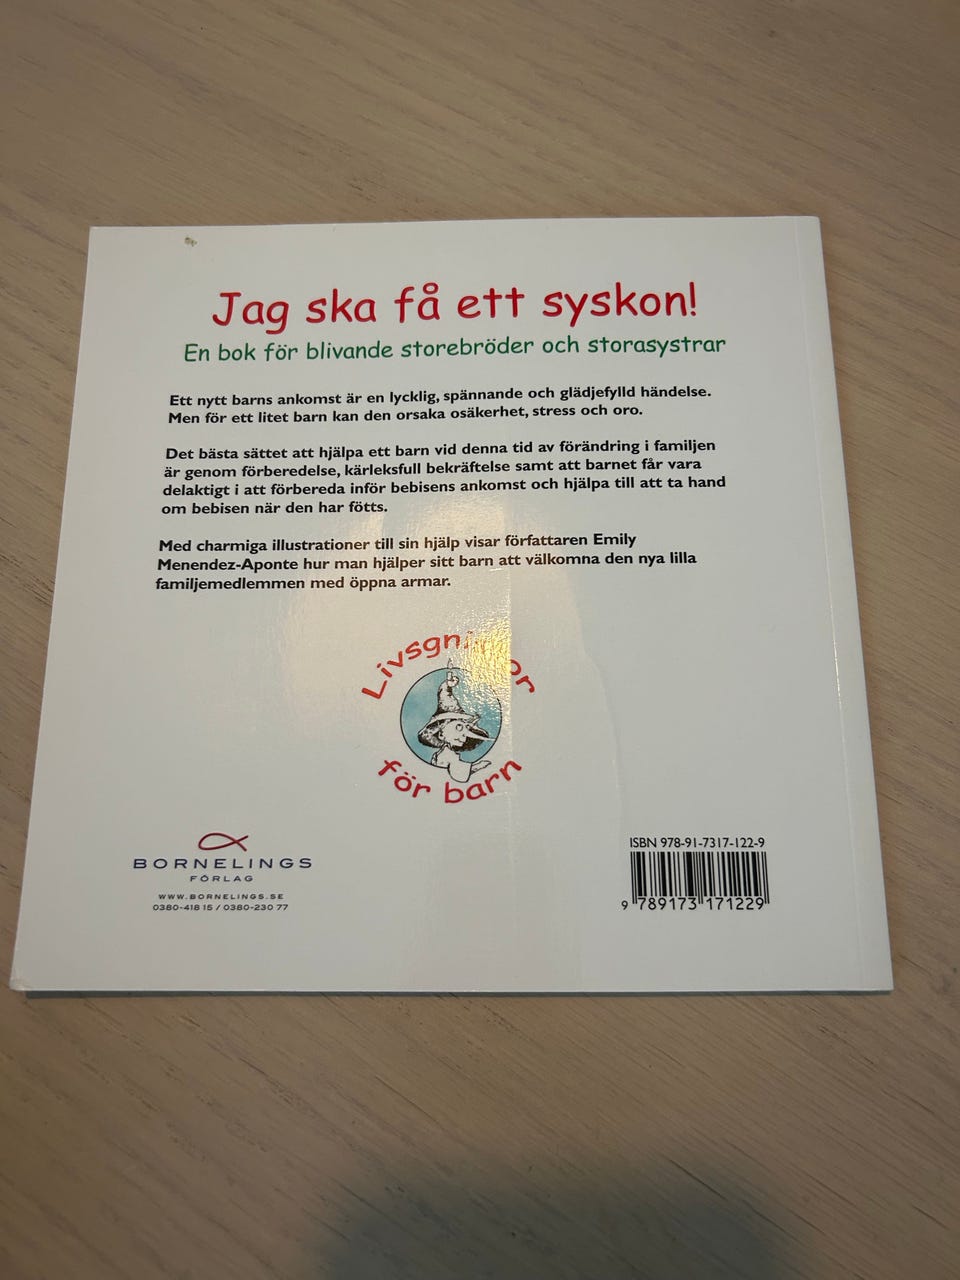 Jag ska få ett syskon!
En bok för blivande storebröder och storasystrar
Ett nytt barns ankomst är en lycklig, spännande och glädjefylld händelse.
Men för ett litet barn kan den orsaka osäkerhet, stress och oro.
Det bästa sättet att hjälpa ett barn vid denna tid av förändring i familjen
är genom förberedelse, kärleksfull bekräftelse samt att barnet får vara
delaktigt i att förbereda inför bebisens ankomst och hjälpa till att ta hand
om bebisen när den har fötts.
Med charmiga illustrationer till sin hjälp visar författaren Emily
Menendez-Aponte hur man hjälper sitt barn att välkomna den nya lilla
familjemedlemmen med öppna armar.
för barn
BORNELINGS
FÖRLAG
WWW.BORNELINGS.SE
0380-418 15 / 0380-230 77
ISBN 978-91-7317-122-9
9 789173 171229